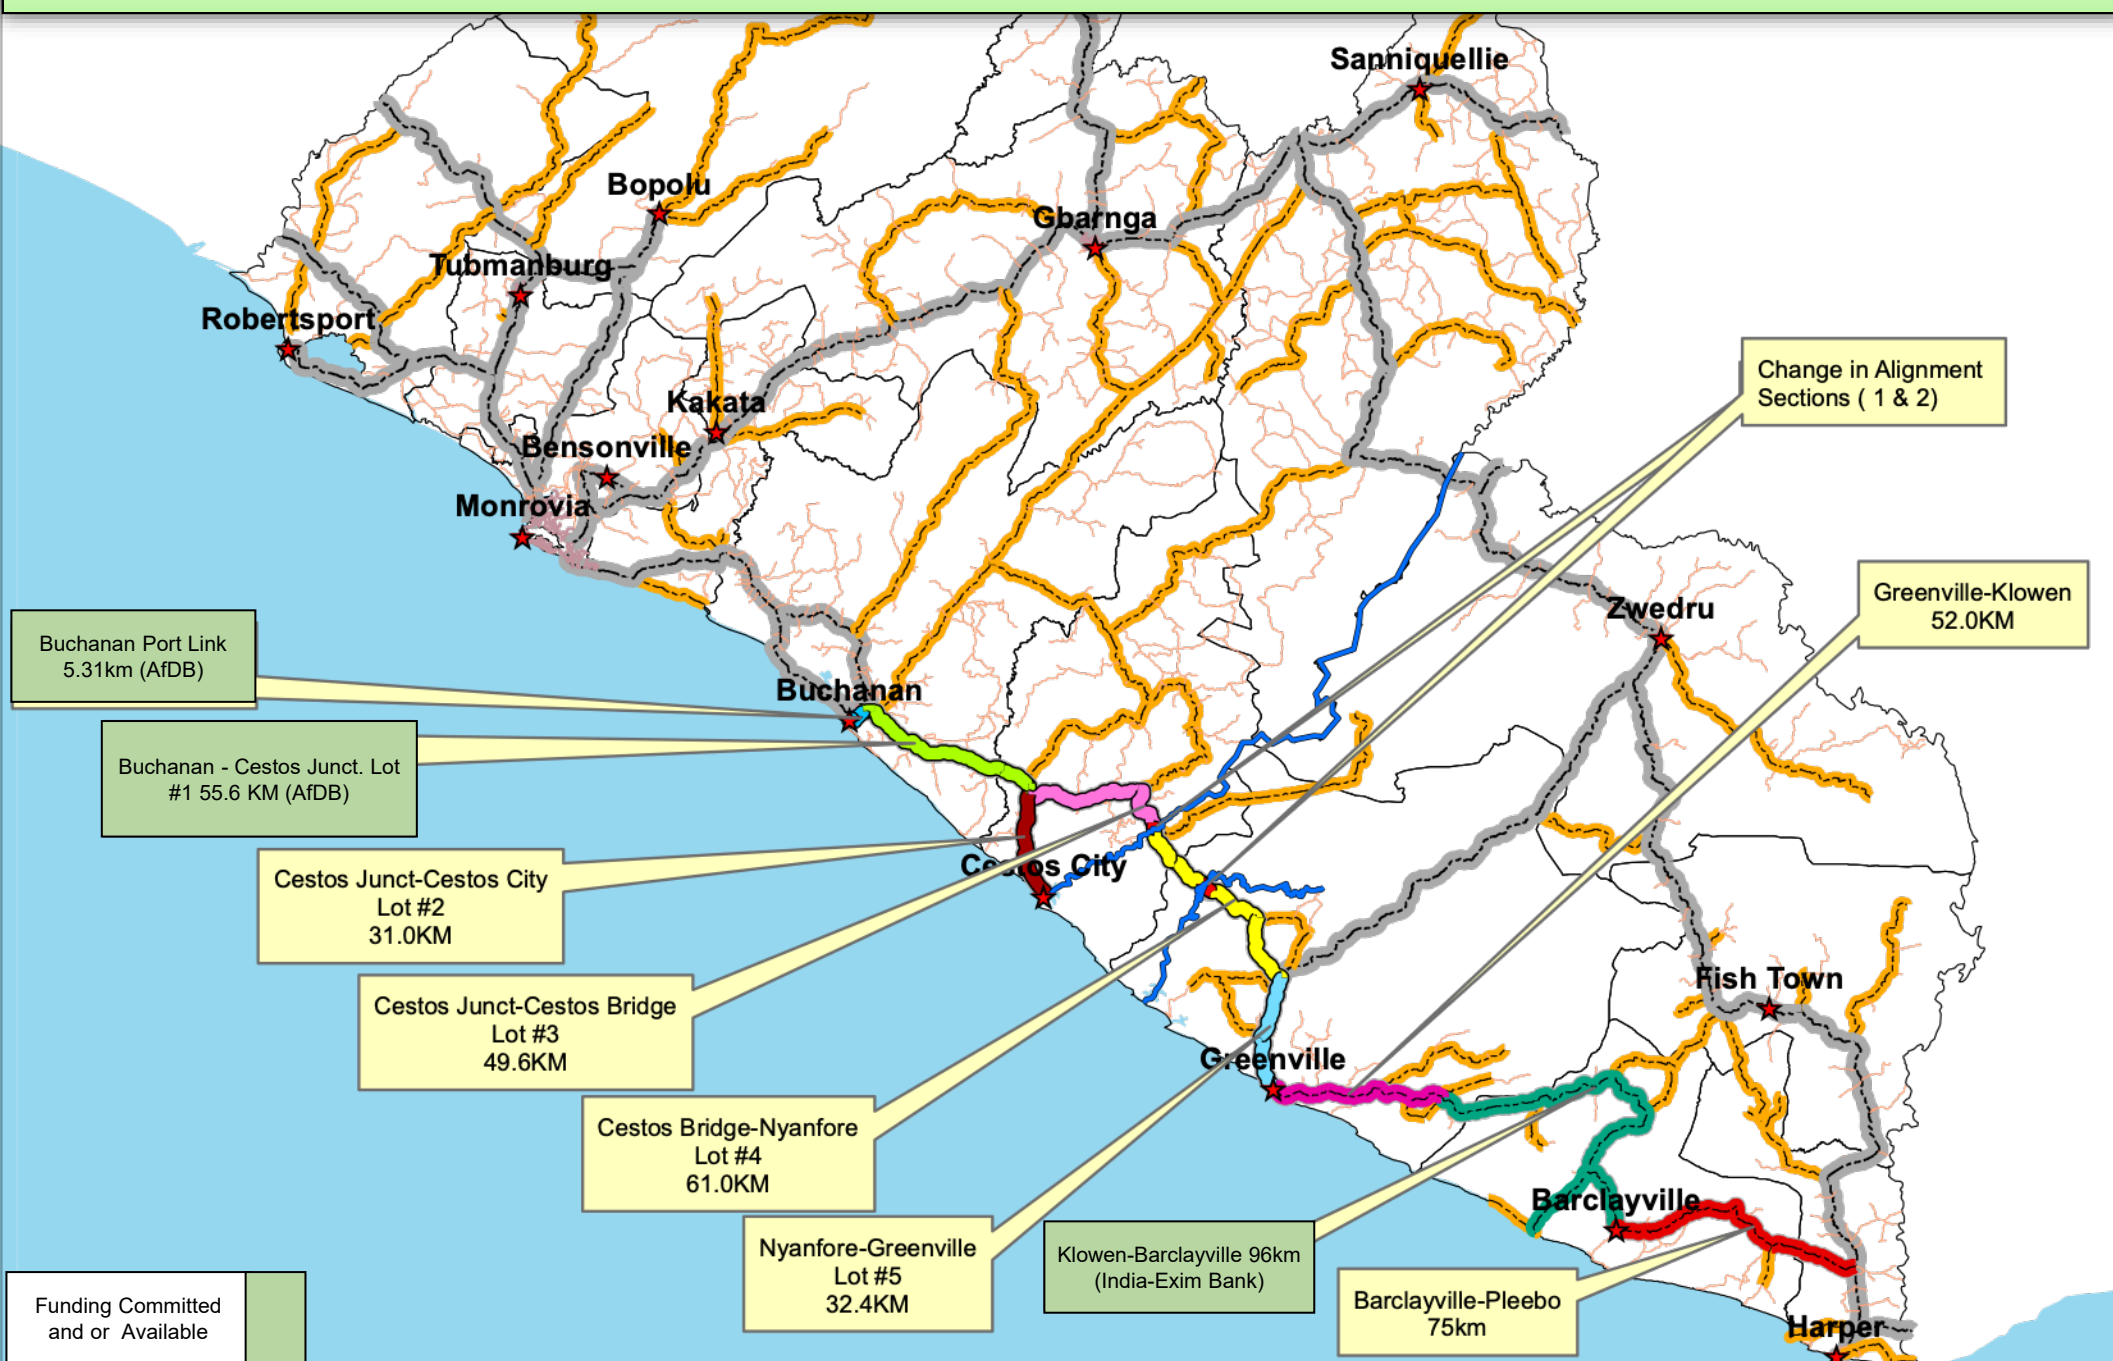 Sanniquellie
Bopolu
Gbarnga
Tubmanburg
Robertsport
Change in Alignment
Sections ( 1 & 2)
Kakata
Bensonville
Monrovia
Greenville-Klowen
52.0KM
Zwedru
Buchanan Port Link
5.31km (AfDB)
Buchanan
Buchanan - Cestos Junct. Lot
#1 55.6 KM (AfDB)
Cestos City
Cestos Junct-Cestos City
Lot #2
31.0KM
Fish Town
Cestos Junct-Cestos Bridge
Lot #3
49.6KM
Greenville
Cestos Bridge-Nyanfore
Lot #4
61.0KM
Barclayville
Nyanfore-Greenville
Lot #5
32.4KM
Klowen-Barclayville 96km
(India-Exim Bank)
Barclayville-Pleebo
75km
Funding Committed
and or Available
Harper